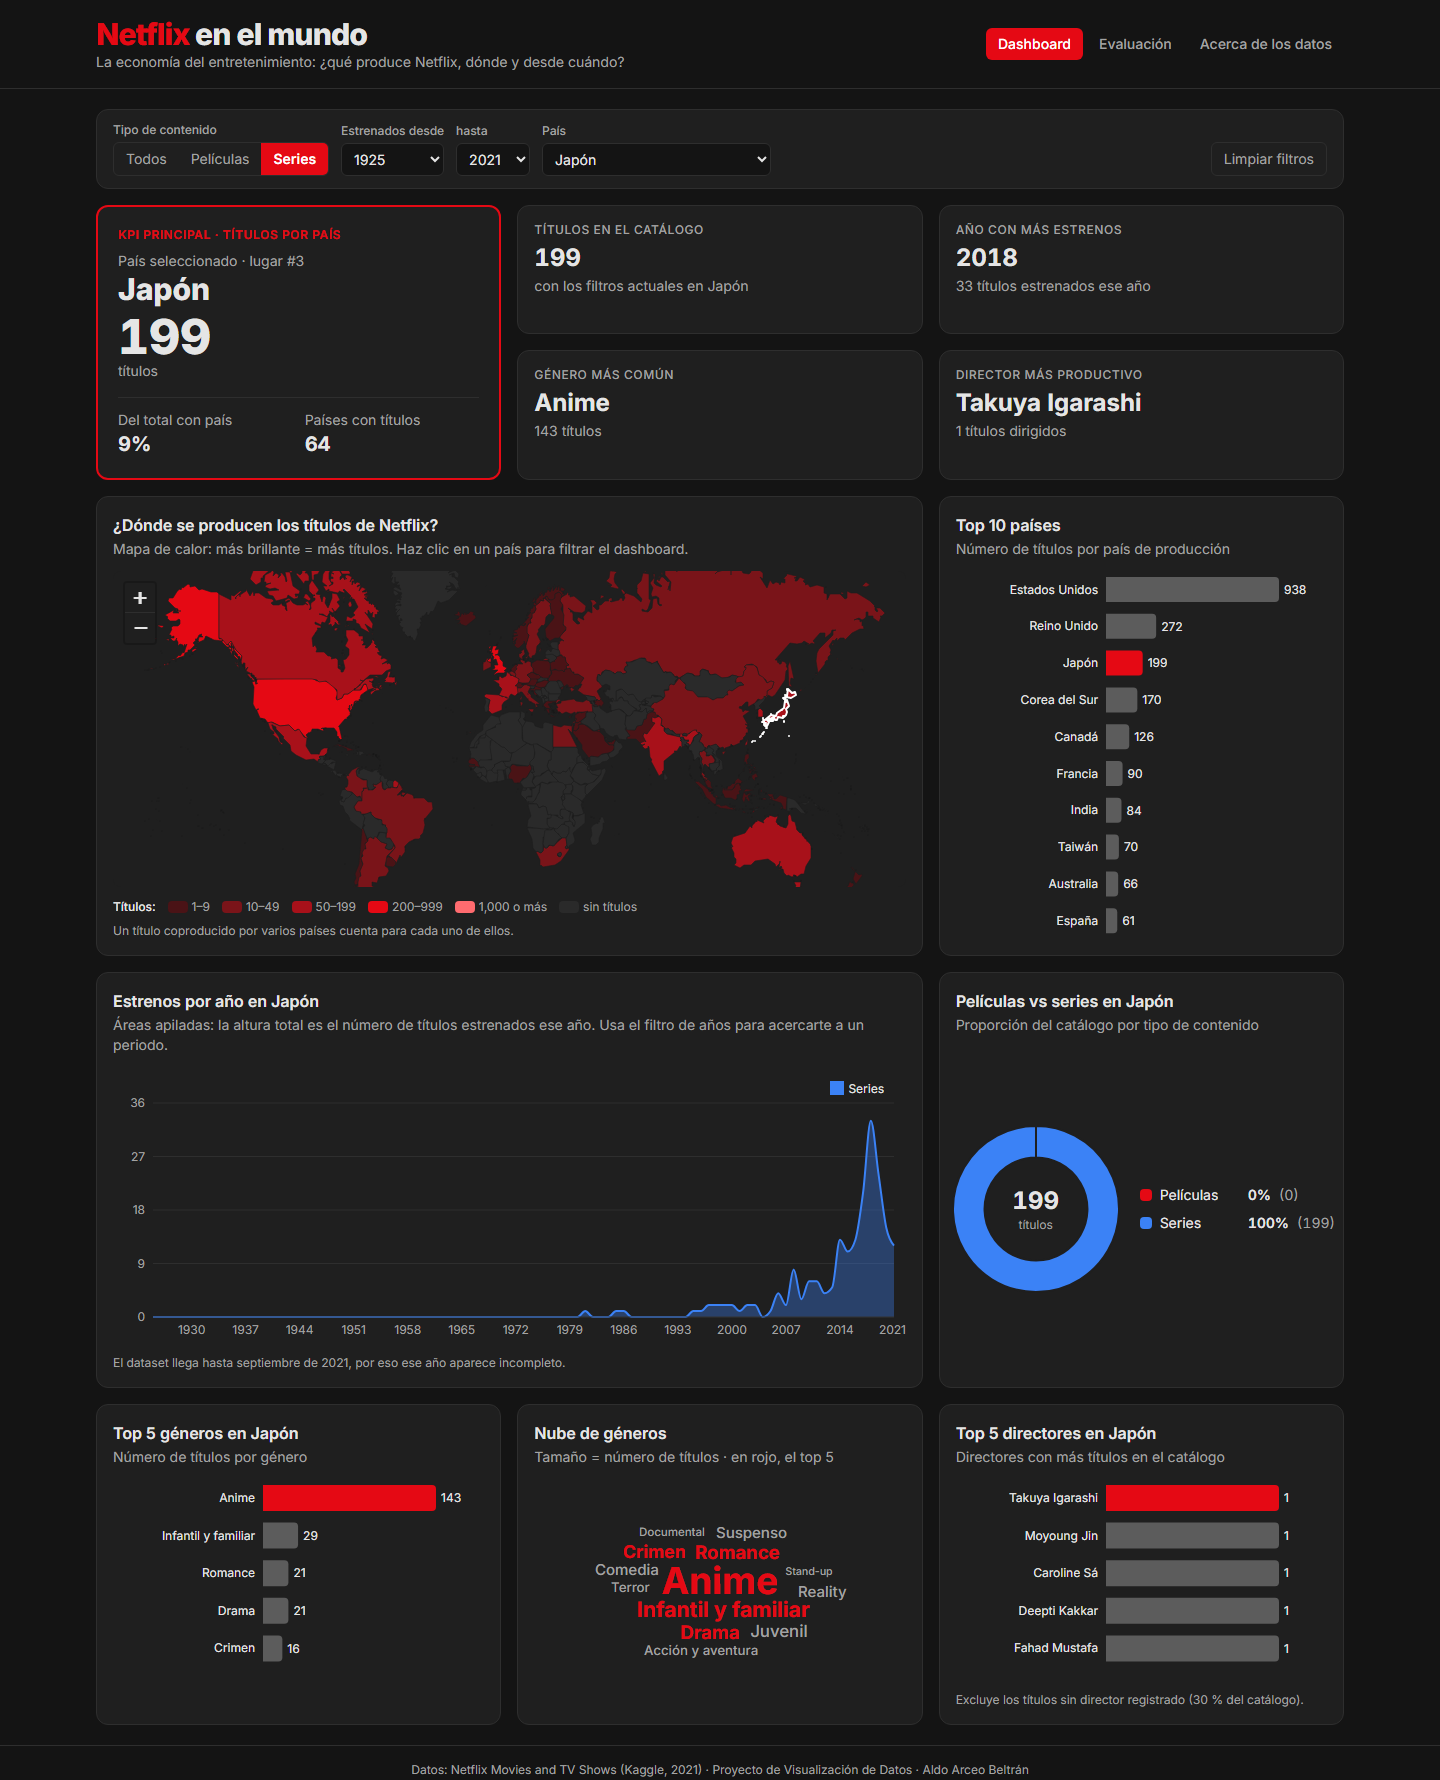 Netflix en el mundo
La economía del entretenimiento: ¿qué produce Netflix, dónde y desde cuándo?
Dashboard
Evaluación
Acerca de los datos
Tipo de contenido
Todos
Películas
Series
Estrenados desde
1925
hasta
2021
País
Japón
Limpiar filtros
KPI PRINCIPAL · TÍTULOS POR PAÍS
País seleccionado · lugar #3
Japón
199
títulos
Del total con país
9%
Países con títulos
64
TÍTULOS EN EL CATÁLOGO
199
con los filtros actuales en Japón
AÑO CON MÁS ESTRENOS
2018
33 títulos estrenados ese año
GÉNERO MÁS COMÚN
Anime
143 títulos
DIRECTOR MÁS PRODUCTIVO
Takuya Igarashi
1 títulos dirigidos
¿Dónde se producen los títulos de Netflix?
Mapa de calor: más brillante = más títulos. Haz clic en un país para filtrar el dashboard.
+
−
Títulos:
1–9
10–49
50–199
200–999
1,000 o más
sin títulos
Un título coproducido por varios países cuenta para cada uno de ellos.
Top 10 países
Número de títulos por país de producción
Estados Unidos 938
Reino Unido 272
Japón 199
Corea del Sur 170
Canadá 126
Francia 90
India 84
Taiwán 70
Australia 66
España 61
Estrenos por año en Japón
Áreas apiladas: la altura total es el número de títulos estrenados ese año. Usa el filtro de años para acercarte a un
periodo.
Series
36
27
18
9
0
1930 1937 1944 1951 1958 1965 1972 1979 1986 1993 2000 2007 2014 2021
El dataset llega hasta septiembre de 2021, por eso ese año aparece incompleto.
Películas vs series en Japón
Proporción del catálogo por tipo de contenido
199
títulos
Películas 0% (0)
Series 100% (199)
Top 5 géneros en Japón
Número de títulos por género
Anime 143
Infantil y familiar 29
Romance 21
Drama 21
Crimen 16
Nube de géneros
Tamaño = número de títulos · en rojo, el top 5
Documental Suspenso
Crimen Romance
Comedia Anime Stand-up
Terror Reality
Infantil y familiar
Drama Juvenil
Acción y aventura
Top 5 directores en Japón
Directores con más títulos en el catálogo
Takuya Igarashi 1
Moyoung Jin 1
Caroline Sá 1
Deepti Kakkar 1
Fahad Mustafa 1
Excluye los títulos sin director registrado (30 % del catálogo).
Datos: Netflix Movies and TV Shows (Kaggle, 2021) · Proyecto de Visualización de Datos · Aldo Arceo Beltrán